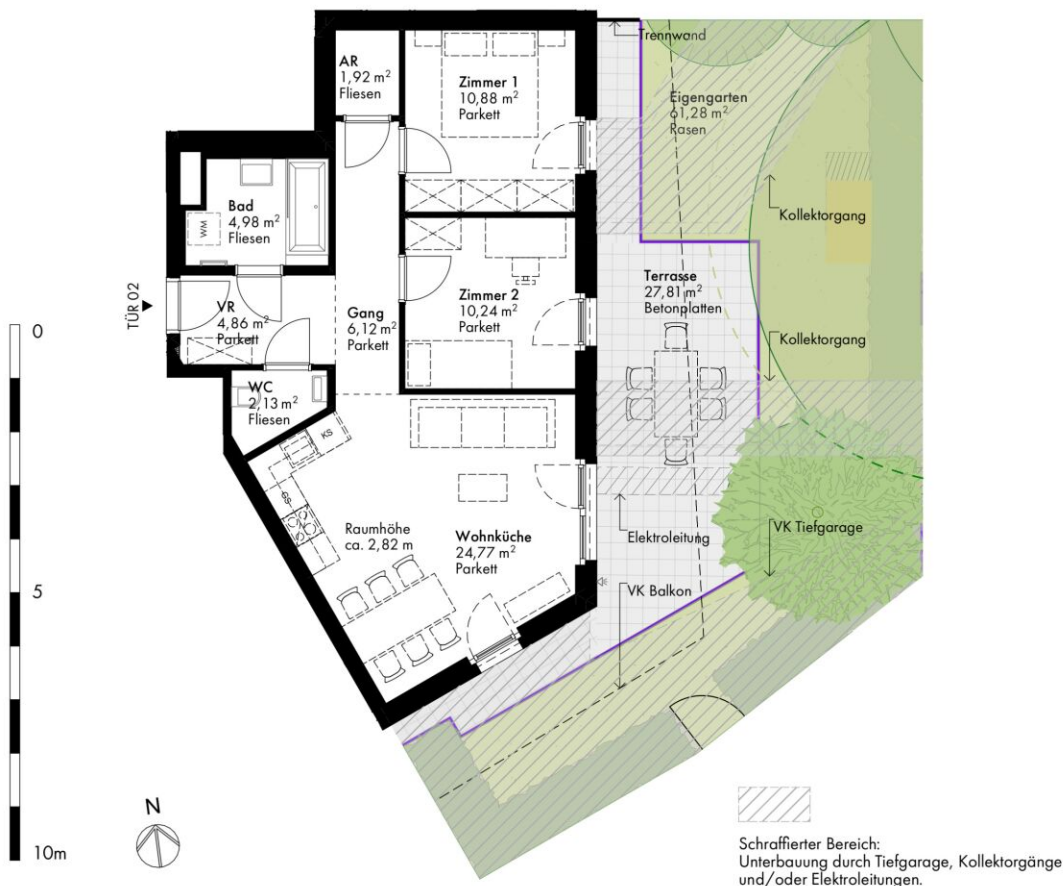 Trennwand
AR
1,92 m²
Fliesen
Zimmer 1
10,88 m²
Parkett
Eigengarten
61,28 m²
Rasen
Bad
4,98 m²
Fliesen
WM
Kollektorgang
Terrasse
27,81 m²
Betonplatten
Zimmer 2
10,24 m²
Parkett
TÜR 02
VR
4,86 m²
Parkett
Gang
6,12 m²
Parkett
Kollektorgang
WC
2,13 m²
Fliesen
KS
GS
Raumhöhe
ca. 2,82 m
Wohnküche
24,77 m²
Parkett
Elektroleitung
VK Tiefgarage
VK Balkon
0
5
10m
N
Schraffierter Bereich:
Unterbauung durch Tiefgarage, Kollektorgänge
und/oder Elektroleitungen.